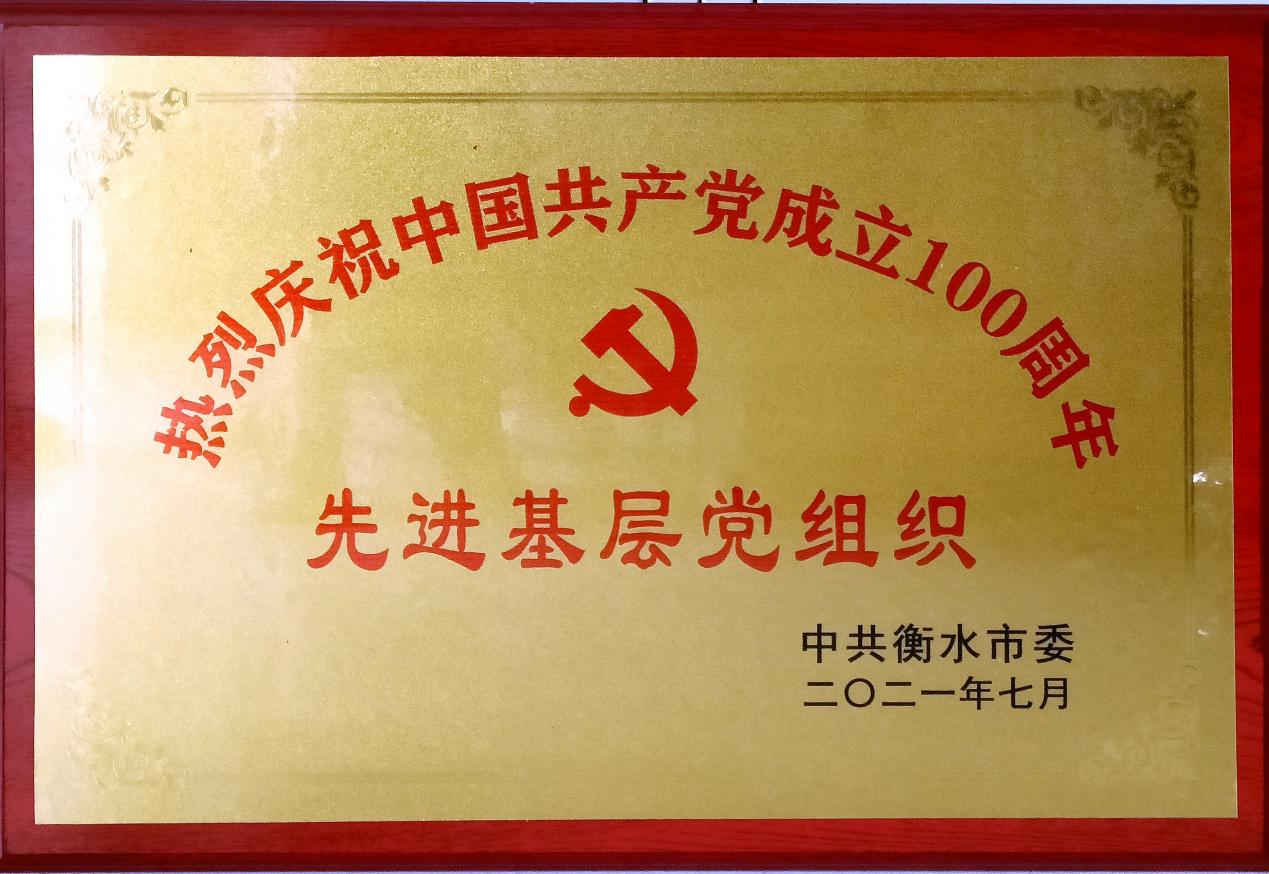 热烈庆祝中国共产党成立100周年
先进基层党组织
中共衡水市委
二〇二一年七月